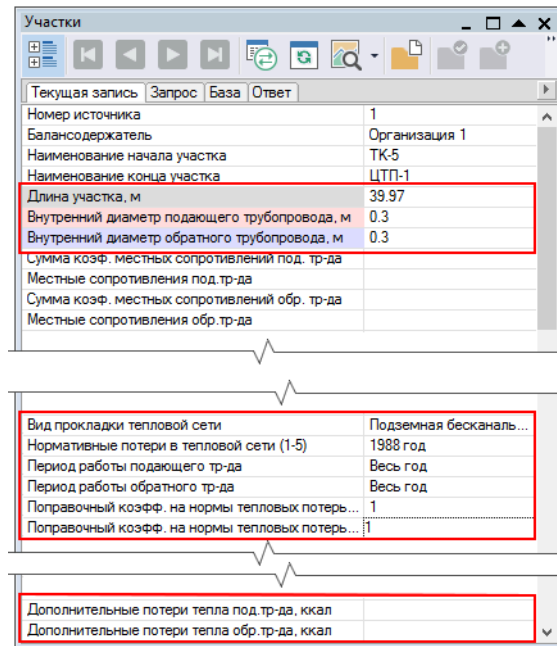 Участки
Текущая запись Запрос База Ответ
Номер источника 1
Балансодержатель Организация 1
Наименование начала участка ТК-5
Наименование конца участка ЦТП-1
Длина участка, м 39.97
Внутренний диаметр подающего трубопровода, м 0.3
Внутренний диаметр обратного трубопровода, м 0.3
Сумма коэф. местных сопротивлений под. тр-да
Местные сопротивления под.тр-да
Сумма коэф. местных сопротивлений обр. тр-да
Местные сопротивления обр.тр-да
Вид прокладки тепловой сети Подземная бесканаль...
Нормативные потери в тепловой сети (1-5) 1988 год
Период работы подающего тр-да Весь год
Период работы обратного тр-да Весь год
Поправочный коэфф. на нормы тепловых потерь... 1
Поправочный коэфф. на нормы тепловых потерь... 1
Дополнительные потери тепла под.тр-да, ккал
Дополнительные потери тепла обр.тр-да, ккал